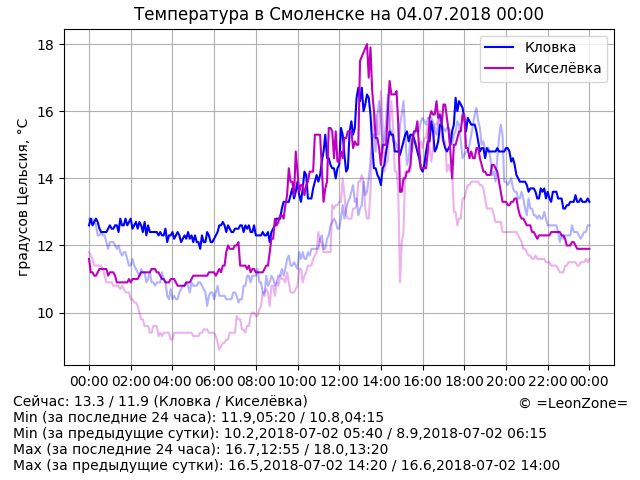 Температура в Смоленске на 04.07.2018 00:00
градусов Цельсия, °C
18
16
14
12
10
Кловка
Киселёвка
00:00 02:00 04:00 06:00 08:00 10:00 12:00 14:00 16:00 18:00 20:00 22:00 00:00
Сейчас: 13.3 / 11.9 (Кловка / Киселёвка)
© =LeonZone=
Min (за последние 24 часа): 11.9,05:20 / 10.8,04:15
Min (за предыдущие сутки): 10.2,2018-07-02 05:40 / 8.9,2018-07-02 06:15
Max (за последние 24 часа): 16.7,12:55 / 18.0,13:20
Max (за предыдущие сутки): 16.5,2018-07-02 14:20 / 16.6,2018-07-02 14:00